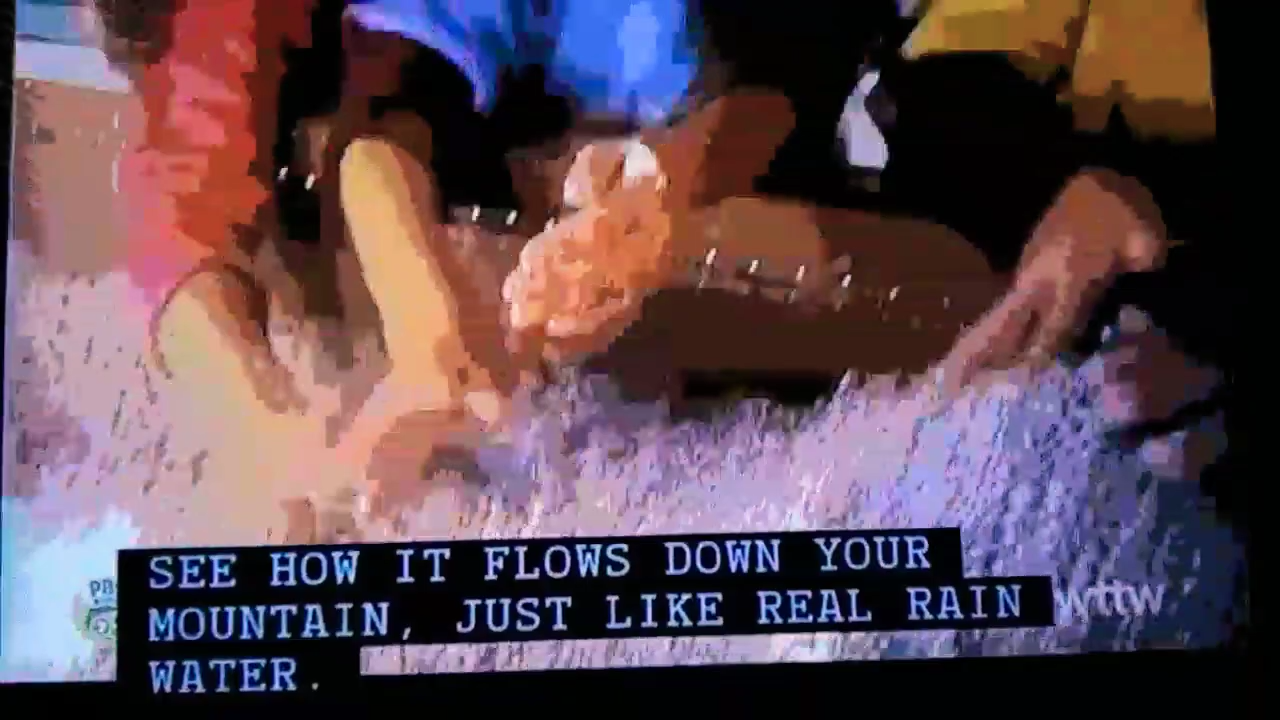 SEE HOW IT FLOWS DOWN YOUR
MOUNTAIN, JUST LIKE REAL RAIN
WATER.
wttw